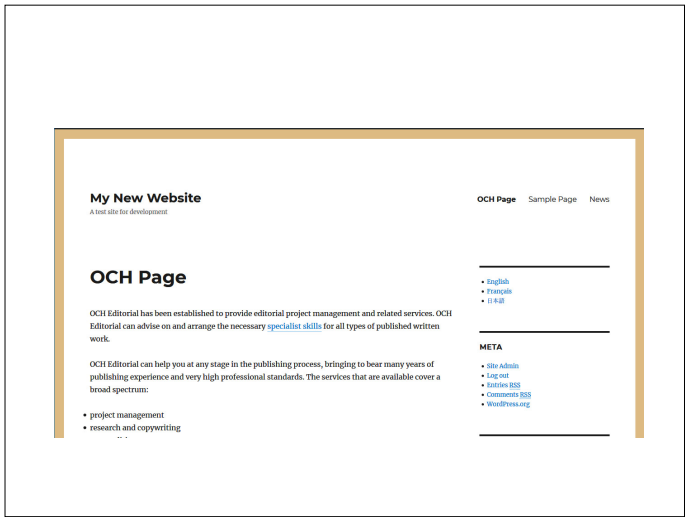 My New Website
A test site for development
OCH Page Sample Page News
OCH Page
OCH Editorial has been established to provide editorial project management and related services. OCH
Editorial can advise on and arrange the necessary specialist skills for all types of published written
work.
OCH Editorial can help you at any stage in the publishing process, bringing to bear many years of
publishing experience and very high professional standards. The services that are available cover a
broad spectrum:
• project management
• research and copywriting
• English
• Français
• 日本語
META
• Site Admin
• Log out
• Entries RSS
• Comments RSS
• WordPress.org